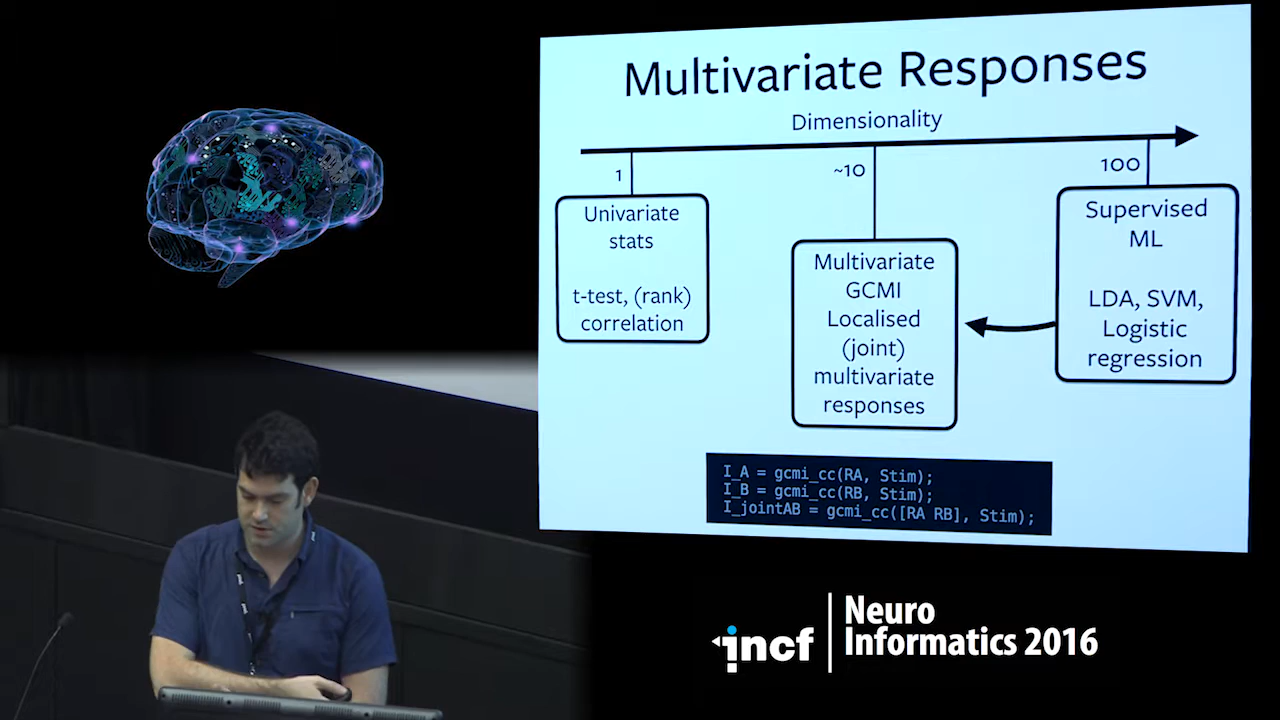 Multivariate Responses
Dimensionality
1
~10
100
Univariate
stats
t-test, (rank)
correlation
Multivariate
GCMI
Localised
(joint)
multivariate
responses
Supervised
ML
LDA, SVM,
Logistic
regression
I_A = gcmi_cc(RA, Stim);
I_B = gcmi_cc(RB, Stim);
I_jointAB = gcmi_cc([RA RB], Stim);
incf
Neuro
Informatics 2016